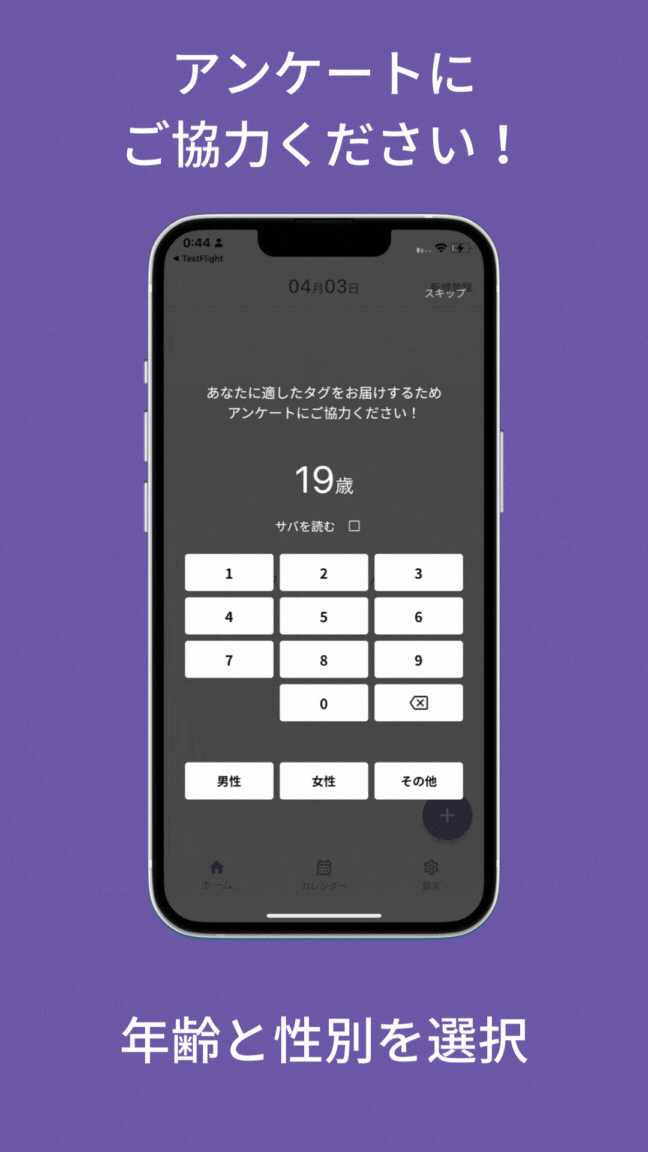 アンケートに
ご協力ください！
0:44
◀ TestFlight
04月03日
スキップ
あなたに適したタグをお届けするため
アンケートにご協力ください！
19歳
サバを読む
1 2 3
4 5 6
7 8 9
0
男性 女性 その他
ホーム カレンダー 設定
年齢と性別を選択